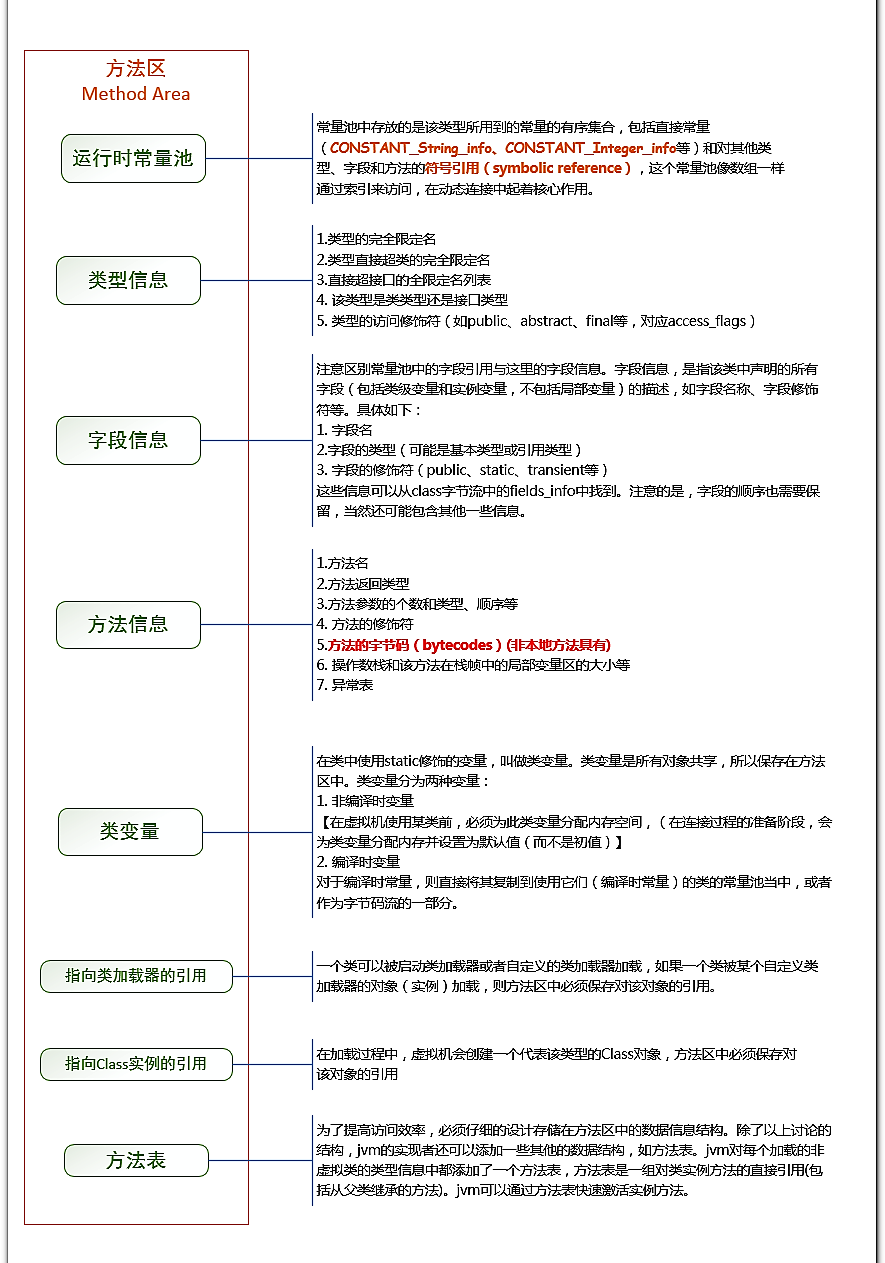 方法区
Method Area
运行时常量池
常量池中存放的是该类型所用到的常量的有序集合，包括直接常量
（CONSTANT_String_info、CONSTANT_Integer_info等）和对其他类
型、字段和方法的符号引用（symbolic reference），这个常量池像数组一样
通过索引来访问，在动态连接中起着核心作用。
类型信息
1.类型的完全限定名
2.类型直接超类的完全限定名
3.直接超接口的全限定名列表
4. 该类型是类类型还是接口类型
5. 类型的访问修饰符（如public、abstract、final等，对应access_flags）
字段信息
注意区别常量池中的字段引用与这里的字段信息。字段信息，是指该类中声明的所有
字段（包括类级变量和实例变量，不包括局部变量）的描述，如字段名称、字段修饰
符等。具体如下：
1. 字段名
2.字段的类型（可能是基本类型或引用类型）
3. 字段的修饰符（public、static、transient等）
这些信息可以从class字节流中的fields_info中找到。注意的是，字段的顺序也需要保
留，当然还可能包含其他一些信息。
方法信息
1.方法名
2.方法返回类型
3.方法参数的个数和类型、顺序等
4. 方法的修饰符
5.方法的字节码（bytecodes）(非本地方法具有)
6. 操作数栈和该方法在栈帧中的局部变量区的大小等
7. 异常表
类变量
在类中使用static修饰的变量，叫做类变量。类变量是所有对象共享，所以保存在方法
区中。类变量分为两种变量：
1. 非编译时变量
【在虚拟机使用某类前，必须为此类变量分配内存空间，（在连接过程的准备阶段，会
为类变量分配内存并设置为默认值（而不是初值）】
2. 编译时变量
对于编译时常量，则直接将其复制到使用它们（编译时常量）的类的常量池当中，或者
作为字节码流的一部分。
指向类加载器的引用
一个类可以被启动类加载器或者自定义的类加载器加载，如果一个类被某个自定义类
加载器的对象（实例）加载，则方法区中必须保存对该对象的引用。
指向Class实例的引用
在加载过程中，虚拟机会创建一个代表该类型的Class对象，方法区中必须保存对
该对象的引用
方法表
为了提高访问效率，必须仔细的设计存储在方法区中的数据信息结构。除了以上讨论的
结构，jvm的实现者还可以添加一些其他的数据结构，如方法表。jvm对每个加载的非
虚拟类的类型信息中都添加了一个方法表，方法表是一组对类实例方法的直接引用(包
括从父类继承的方法)。jvm可以通过方法表快速激活实例方法。